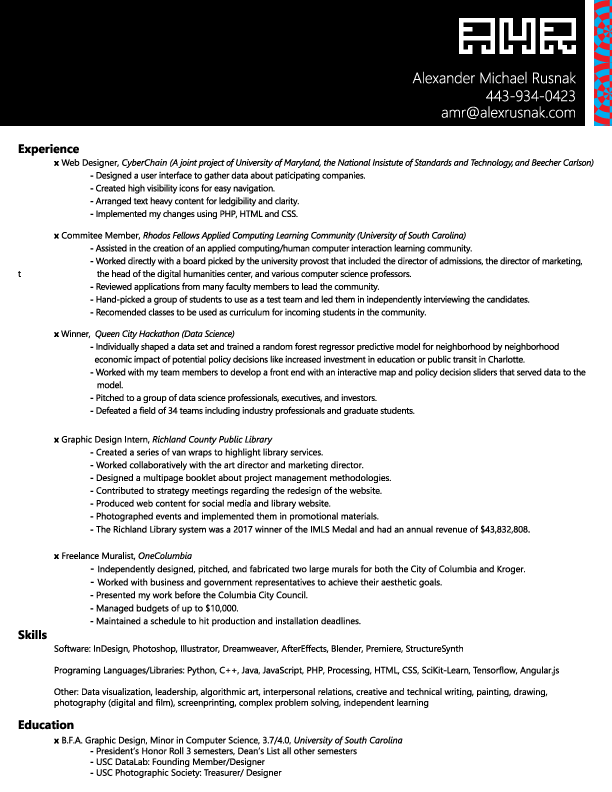 AMR
Alexander Michael Rusnak
443-934-0423
amr@alexrusnak.com
Experience
x Web Designer, CyberChain (A joint project of University of Maryland, the National Insistute of Standards and Technology, and Beecher Carlson)
- Designed a user interface to gather data about paticipating companies.
- Created high visibility icons for easy navigation.
- Arranged text heavy content for ledgibility and clarity.
- Implemented my changes using PHP, HTML and CSS.
x Commitee Member, Rhodos Fellows Applied Computing Learning Community (University of South Carolina)
- Assisted in the creation of an applied computing/human computer interaction learning community.
- Worked directly with a board picked by the university provost that included the director of admissions, the director of marketing,
t the head of the digital humanities center, and various computer science professors.
- Reviewed applications from many faculty members to lead the community.
- Hand-picked a group of students to use as a test team and led them in independently interviewing the candidates.
- Recomended classes to be used as curriculum for incoming students in the community.
x Winner, Queen City Hackathon (Data Science)
- Individually shaped a data set and trained a random forest regressor predictive model for neighborhood by neighborhood
economic impact of potential policy decisions like increased investment in education or public transit in Charlotte.
- Worked with my team members to develop a front end with an interactive map and policy decision sliders that served data to the
model.
- Pitched to a group of data science professionals, executives, and investors.
- Defeated a field of 34 teams including industry professionals and graduate students.
x Graphic Design Intern, Richland County Public Library
- Created a series of van wraps to highlight library services.
- Worked collaboratively with the art director and marketing director.
- Designed a multipage booklet about project management methodologies.
- Contributed to strategy meetings regarding the redesign of the website.
- Produced web content for social media and library website.
- Photographed events and implemented them in promotional materials.
- The Richland Library system was a 2017 winner of the IMLS Medal and had an annual revenue of $43,832,808.
x Freelance Muralist, OneColumbia
- Independently designed, pitched, and fabricated two large murals for both the City of Columbia and Kroger.
- Worked with business and government representatives to achieve their aesthetic goals.
- Presented my work before the Columbia City Council.
- Managed budgets of up to $10,000.
- Maintained a schedule to hit production and installation deadlines.
Skills
Software: InDesign, Photoshop, Illustrator, Dreamweaver, AfterEffects, Blender, Premiere, StructureSynth
Programing Languages/Libraries: Python, C++, Java, JavaScript, PHP, Processing, HTML, CSS, SciKit-Learn, Tensorflow, Angular.js
Other: Data visualization, leadership, algorithmic art, interpersonal relations, creative and technical writing, painting, drawing,
photography (digital and film), screenprinting, complex problem solving, independent learning
Education
x B.F.A. Graphic Design, Minor in Computer Science, 3.7/4.0, University of South Carolina
- President's Honor Roll 3 semesters, Dean's List all other semesters
- USC DataLab: Founding Member/Designer
- USC Photographic Society: Treasurer/ Designer